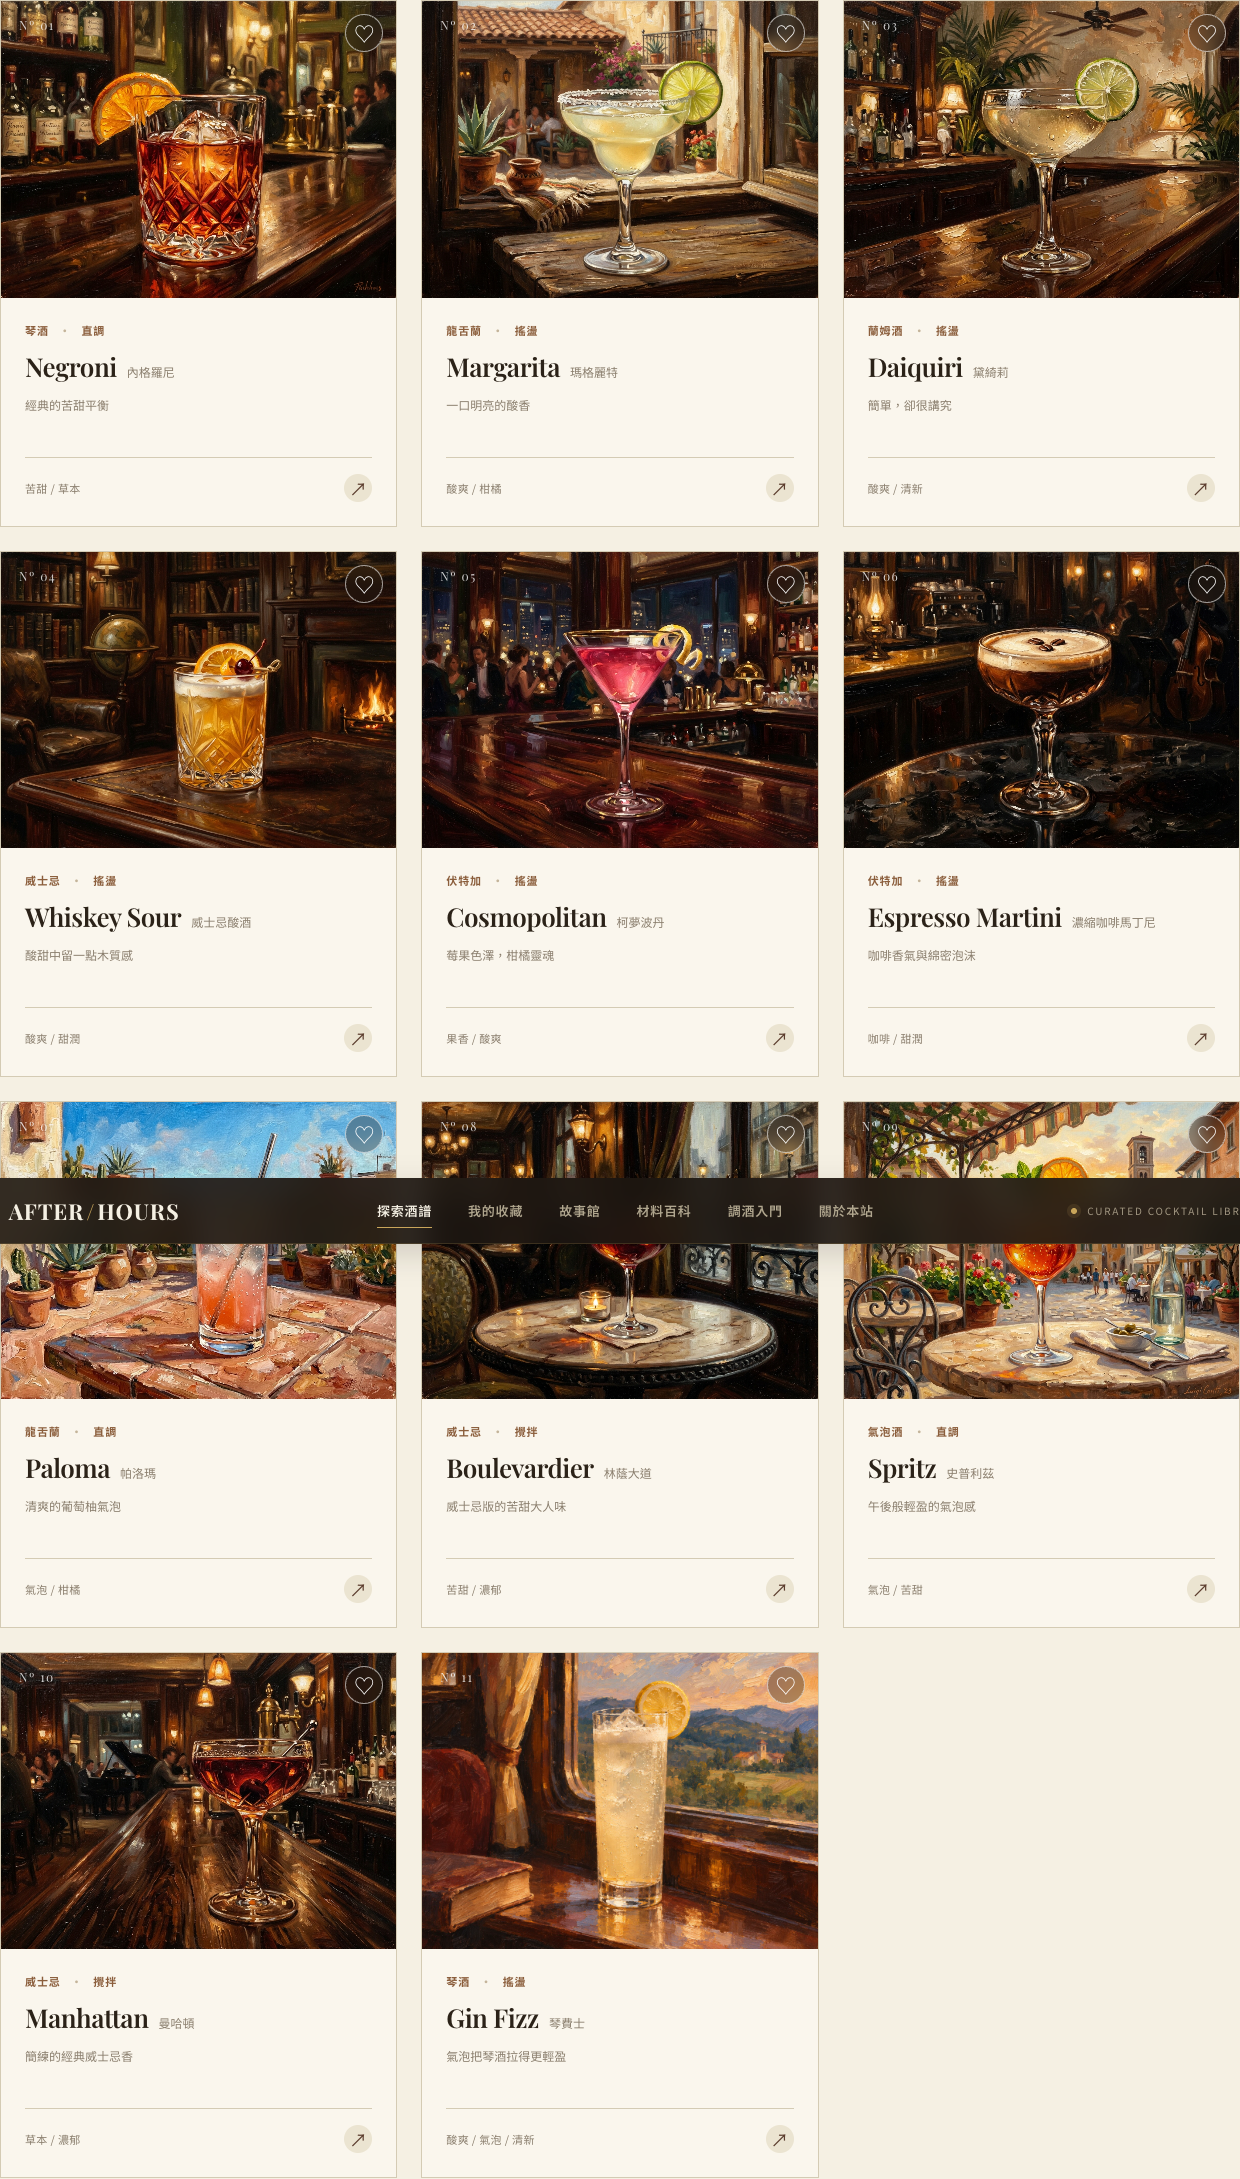 Nº 01
Nº 02
Nº 03
琴酒 • 直調
Negroni 內格羅尼
經典的苦甜平衡
苦甜 / 草本
龍舌蘭 • 搖盪
Margarita 瑪格麗特
一口明亮的酸香
酸爽 / 柑橘
蘭姆酒 • 搖盪
Daiquiri 黛綺莉
簡單，卻很講究
酸爽 / 清新
Nº 04
Nº 05
Nº 06
威士忌 • 搖盪
Whiskey Sour 威士忌酸酒
酸甜中留一點木質感
酸爽 / 甜潤
伏特加 • 搖盪
Cosmopolitan 柯夢波丹
莓果色澤，柑橘靈魂
果香 / 酸爽
伏特加 • 搖盪
Espresso Martini 濃縮咖啡馬丁尼
咖啡香氣與綿密泡沫
咖啡 / 甜潤
Nº 07
Nº 08
Nº 09
AFTER/HOURS
探索酒譜
我的收藏
故事館
材料百科
調酒入門
關於本站
CURATED COCKTAIL LIBR
龍舌蘭 • 直調
Paloma 帕洛瑪
清爽的葡萄柚氣泡
氣泡 / 柑橘
威士忌 • 攪拌
Boulevardier 林蔭大道
威士忌版的苦甜大人味
苦甜 / 濃郁
氣泡酒 • 直調
Spritz 史普利茲
午後般輕盈的氣泡感
氣泡 / 苦甜
Nº 10
Nº 11
威士忌 • 攪拌
Manhattan 曼哈頓
簡練的經典威士忌香
草本 / 濃郁
琴酒 • 搖盪
Gin Fizz 琴費士
氣泡把琴酒拉得更輕盈
酸爽 / 氣泡 / 清新